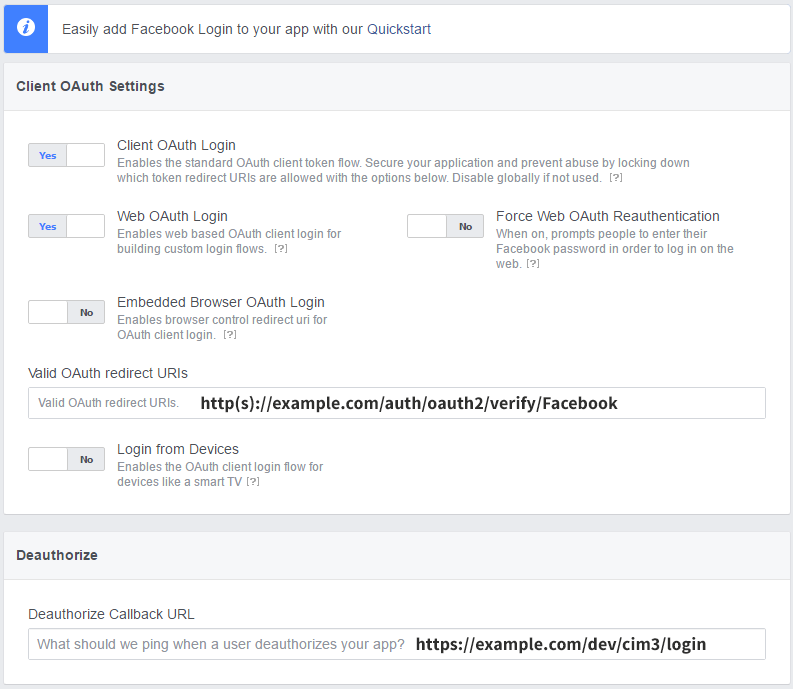 Easily add Facebook Login to your app with our Quickstart
Client OAuth Settings
Yes
Client OAuth Login
Enables the standard OAuth client token flow. Secure your application and prevent abuse by locking down
which token redirect URIs are allowed with the options below. Disable globally if not used. [?]
Yes
Web OAuth Login
Enables web based OAuth client login for
building custom login flows. [?]
No
Force Web OAuth Reauthentication
When on, prompts people to enter their
Facebook password in order to log in on the
web. [?]
No
Embedded Browser OAuth Login
Enables browser control redirect uri for
OAuth client login. [?]
Valid OAuth redirect URIs
Valid OAuth redirect URIs. http(s)://example.com/auth/oauth2/verify/Facebook
No
Login from Devices
Enables the OAuth client login flow for
devices like a smart TV [?]
Deauthorize
Deauthorize Callback URL
What should we ping when a user deauthorizes your app? https://example.com/dev/cim3/login